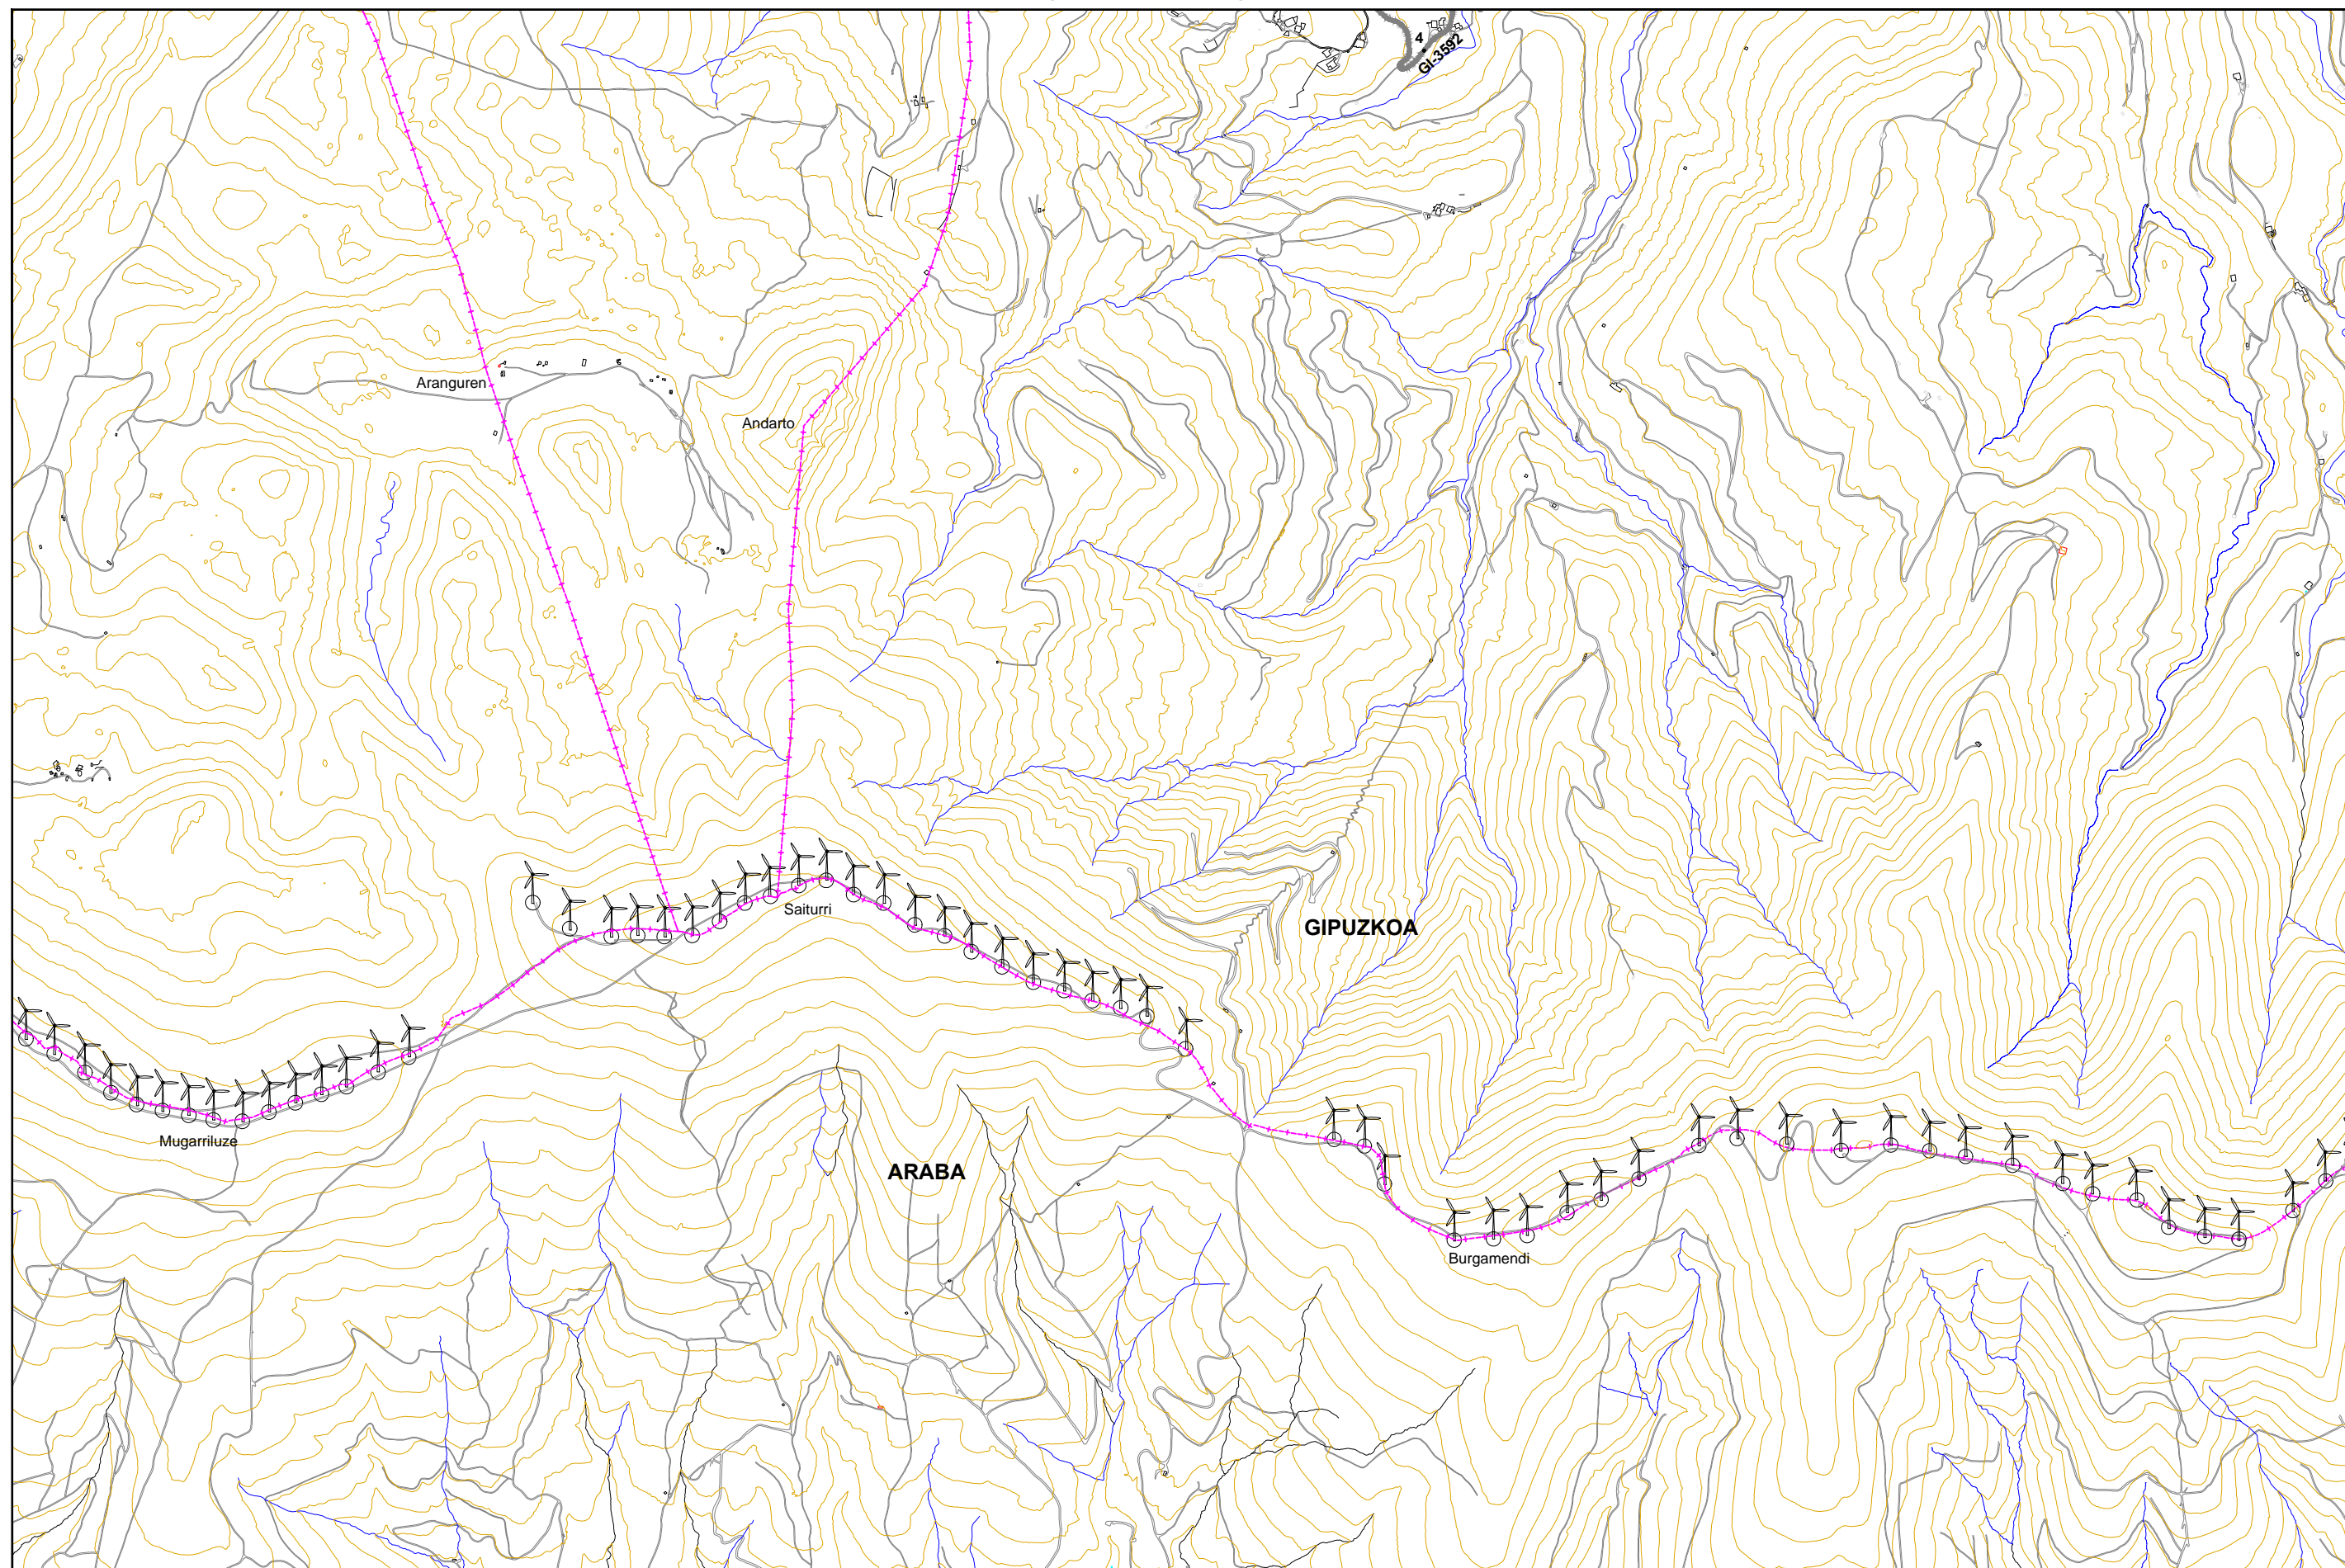 4
GI-3592
Aranguren
Andarto
Saiturri
GIPUZKOA
Mugarriluze
ARABA
Burgamendi